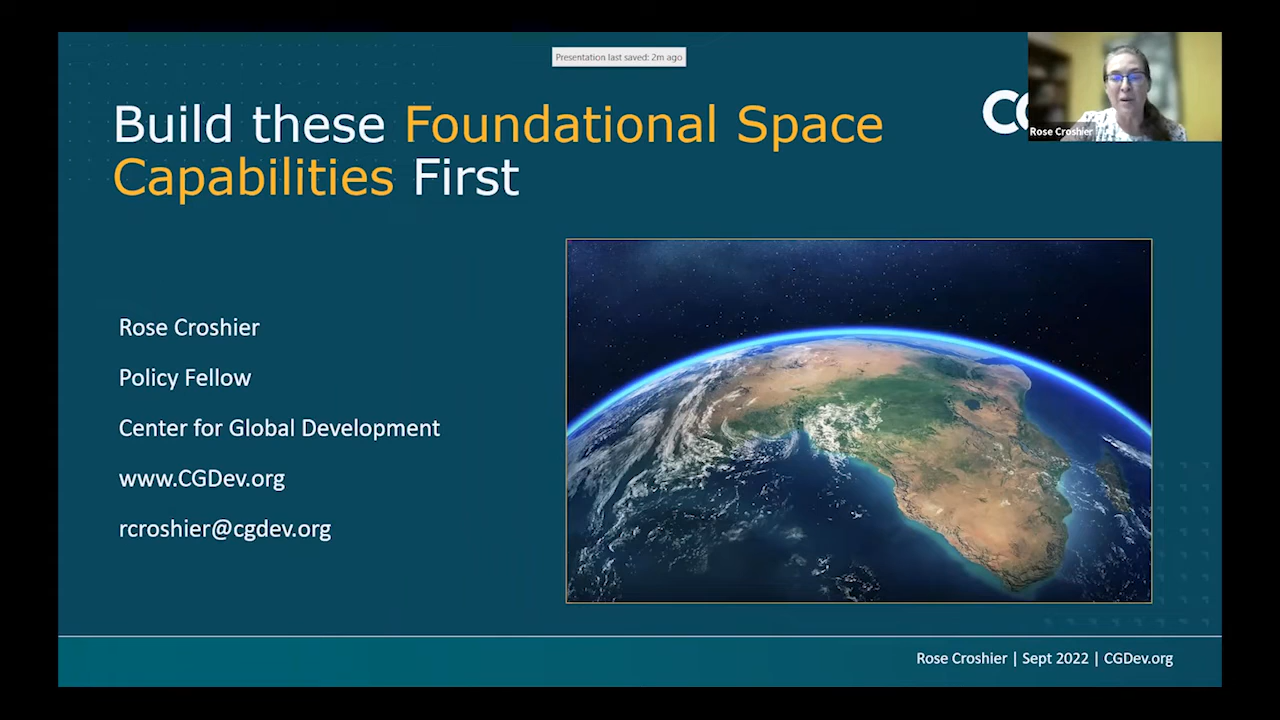 Presentation last saved: 2m ago
Build these Foundational Space
Capabilities First
CG
Rose Croshier
Rose Croshier
Policy Fellow
Center for Global Development
www.CGDev.org
rcroshier@cgdev.org
Rose Croshier | Sept 2022 | CGDev.org